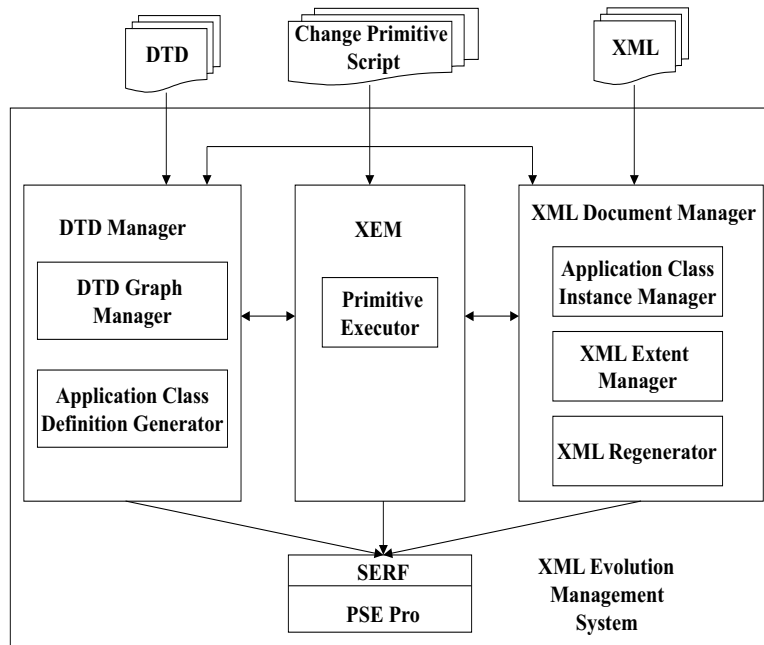 DTD
Change Primitive
Script
XML
DTD Manager
DTD Graph
Manager
Application Class
Definition Generator
XEM
Primitive
Executor
XML Document Manager
Application Class
Instance Manager
XML Extent
Manager
XML Regenerator
SERF
PSE Pro
XML Evolution
Management
System